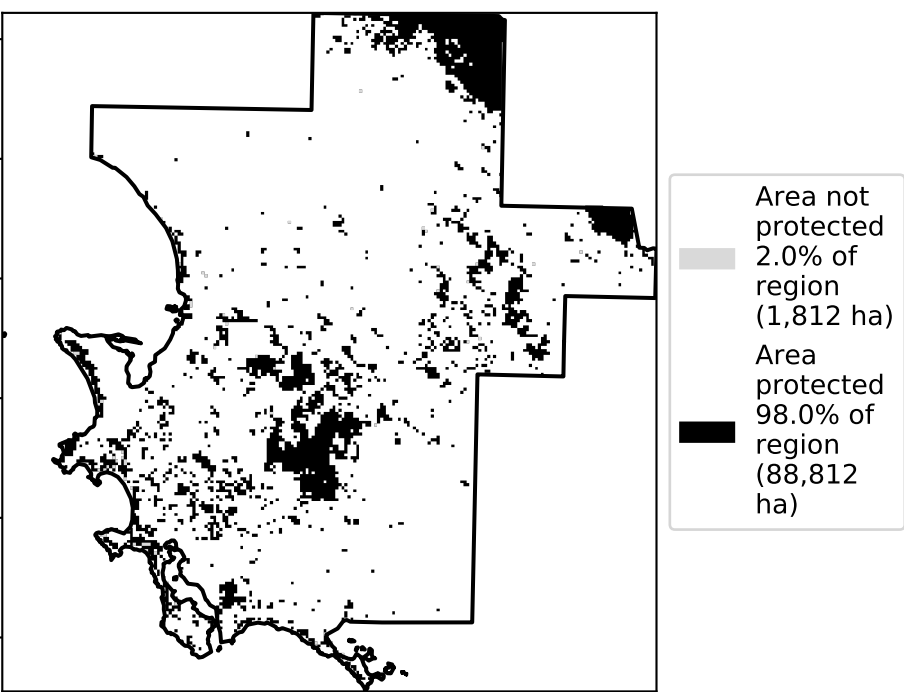 Area not
protected
2.0% of
region
(1,812 ha)
Area
protected
98.0% of
region
(88,812
ha)